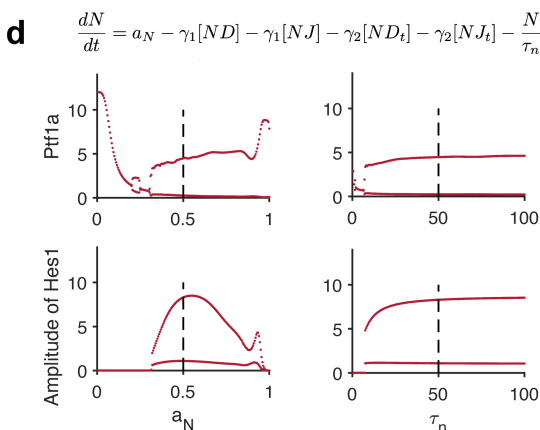 d
dN/dt = a_N − γ₁[ND] − γ₁[NJ] − γ₂[ND_t] − γ₂[NJ_t] − N/τ_n
Ptf1a
10
5
0
0 0.5 1
10
5
0
0 50 100
Amplitude of Hes1
10
5
0
0 0.5 1
a_N
10
5
0
0 50 100
τ_n